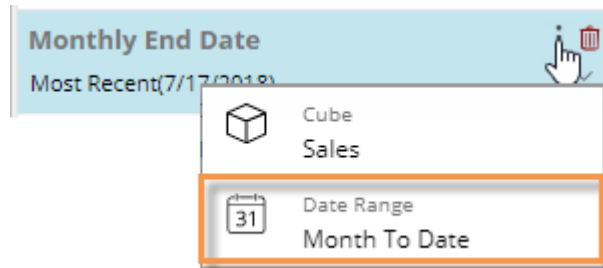 Monthly End Date
Most Recent(7/17/2018)
Cube
Sales
31
Date Range
Month To Date